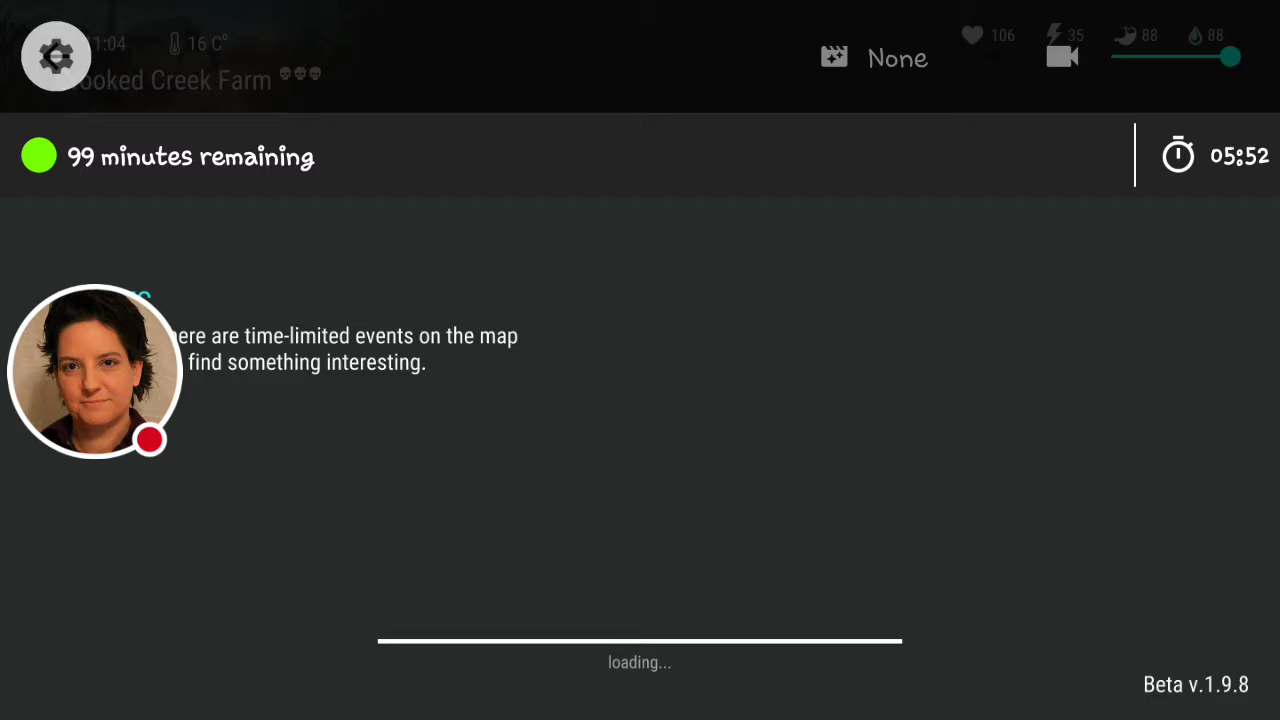 11:04 16 C° 106 35 88 88
None
ooked Creek Farm
99 minutes remaining 05:52
here are time-limited events on the map
find something interesting.
loading...
Beta v.1.9.8